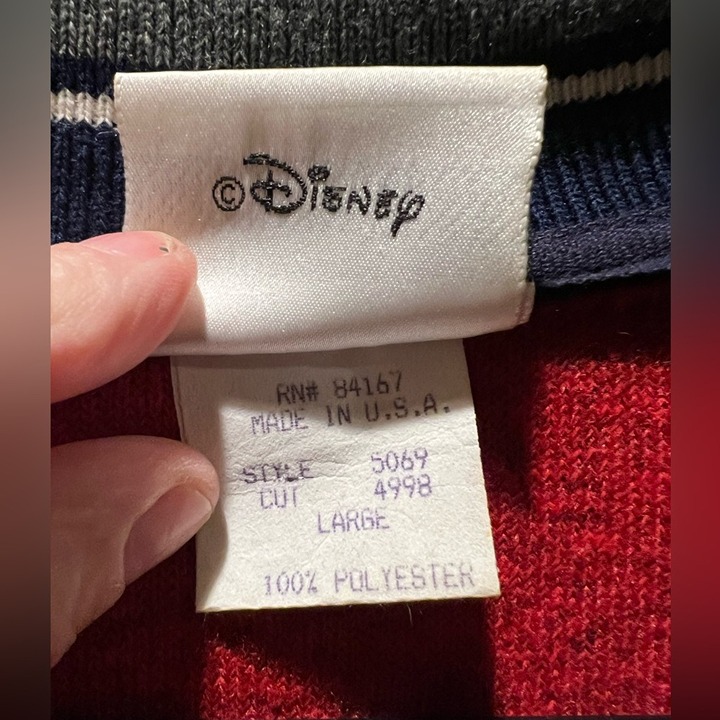 ©Disney
RN# 84167
MADE IN U.S.A.
STYLE 5069
CUT 4998
LARGE
100% POLYESTER